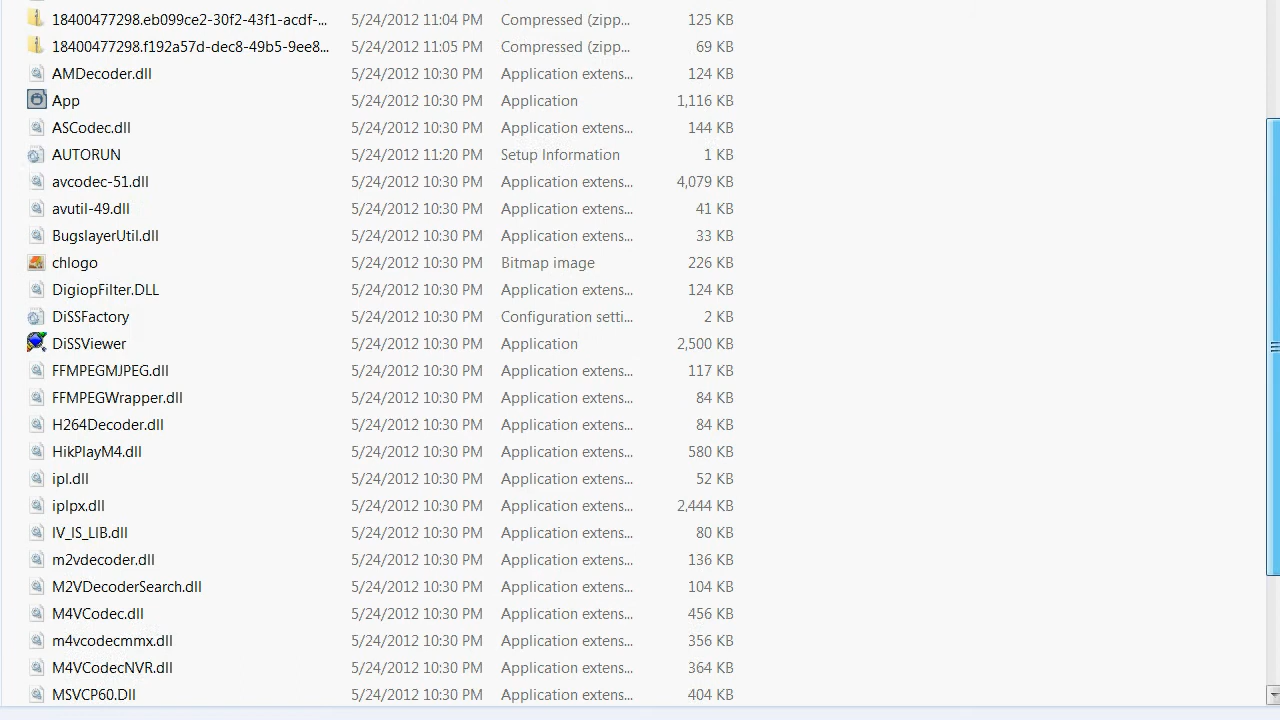 18400477298.eb099ce2-30f2-43f1-acdf-... 5/24/2012 11:04 PM Compressed (zipp... 125 KB
18400477298.f192a57d-dec8-49b5-9ee8... 5/24/2012 11:05 PM Compressed (zipp... 69 KB
AMDecoder.dll 5/24/2012 10:30 PM Application extens... 124 KB
App 5/24/2012 10:30 PM Application 1,116 KB
ASCodec.dll 5/24/2012 10:30 PM Application extens... 144 KB
AUTORUN 5/24/2012 11:20 PM Setup Information 1 KB
avcodec-51.dll 5/24/2012 10:30 PM Application extens... 4,079 KB
avutil-49.dll 5/24/2012 10:30 PM Application extens... 41 KB
BugslayerUtil.dll 5/24/2012 10:30 PM Application extens... 33 KB
chlogo 5/24/2012 10:30 PM Bitmap image 226 KB
DigiopFilter.DLL 5/24/2012 10:30 PM Application extens... 124 KB
DiSSFactory 5/24/2012 10:30 PM Configuration setti... 2 KB
DiSSViewer 5/24/2012 10:30 PM Application 2,500 KB
FFMPEGMJPEG.dll 5/24/2012 10:30 PM Application extens... 117 KB
FFMPEGWrapper.dll 5/24/2012 10:30 PM Application extens... 84 KB
H264Decoder.dll 5/24/2012 10:30 PM Application extens... 84 KB
HikPlayM4.dll 5/24/2012 10:30 PM Application extens... 580 KB
ipl.dll 5/24/2012 10:30 PM Application extens... 52 KB
iplpx.dll 5/24/2012 10:30 PM Application extens... 2,444 KB
IV_IS_LIB.dll 5/24/2012 10:30 PM Application extens... 80 KB
m2vdecoder.dll 5/24/2012 10:30 PM Application extens... 136 KB
M2VDecoderSearch.dll 5/24/2012 10:30 PM Application extens... 104 KB
M4VCodec.dll 5/24/2012 10:30 PM Application extens... 456 KB
m4vcodecmmx.dll 5/24/2012 10:30 PM Application extens... 356 KB
M4VCodecNVR.dll 5/24/2012 10:30 PM Application extens... 364 KB
MSVCP60.Dll 5/24/2012 10:30 PM Application extens... 404 KB